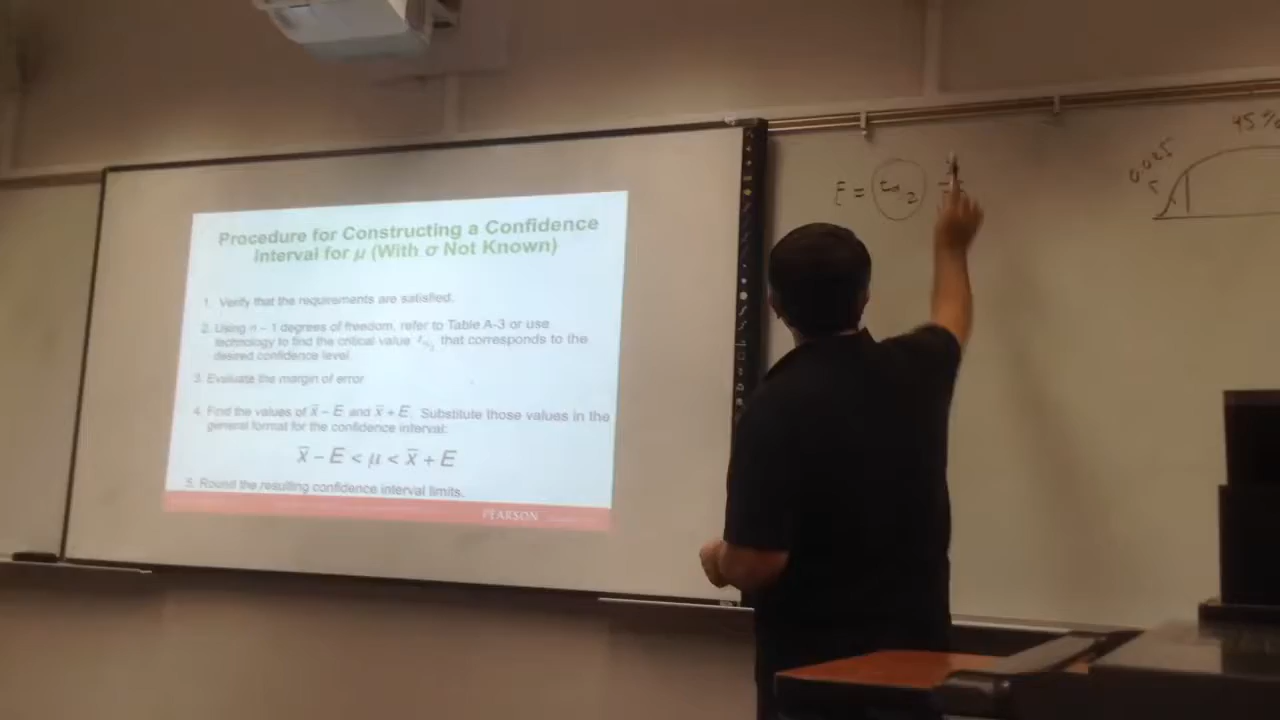 Procedure for Constructing a Confidence
Interval for μ (With σ Not Known)
1. Verify that the requirements are satisfied.
2. Using n − 1 degrees of freedom, refer to Table A-3 or use
technology to find the critical value that corresponds to the
desired confidence level.
3. Evaluate the margin of error
4. Find the values of x̄ − E and x̄ + E. Substitute those values in the
general format for the confidence interval:
x̄ − E < μ < x̄ + E
5. Round the resulting confidence interval limits.
PEARSON
E =
0.025